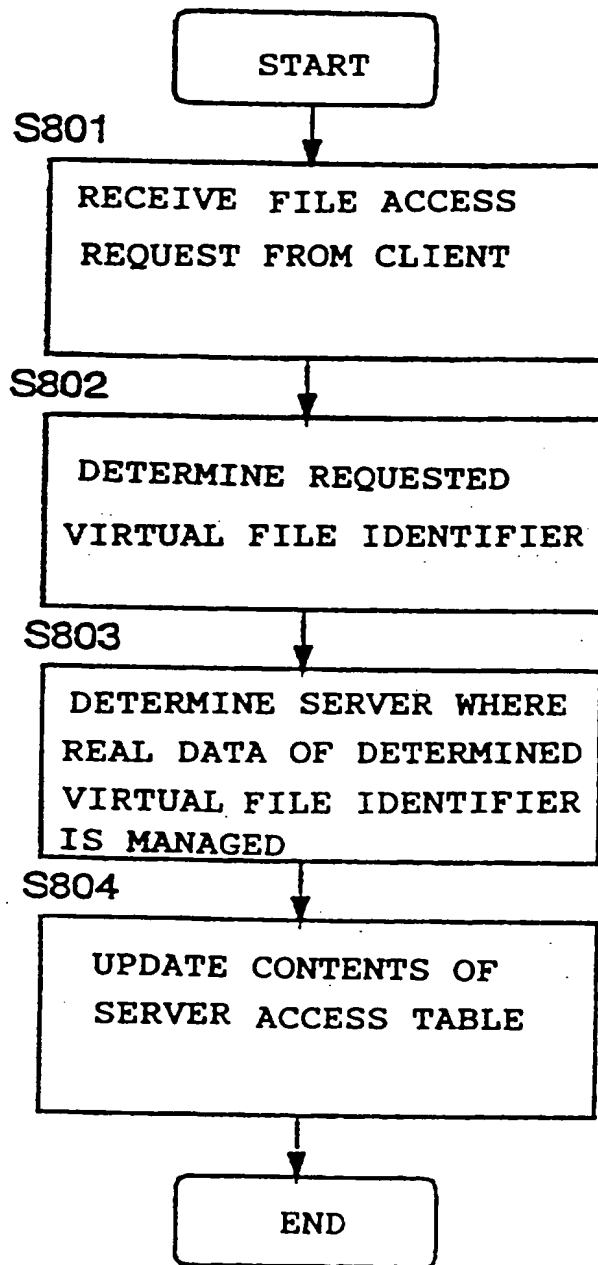 START
S801
RECEIVE FILE ACCESS
REQUEST FROM CLIENT
S802
DETERMINE REQUESTED
VIRTUAL FILE IDENTIFIER
S803
DETERMINE SERVER WHERE
REAL DATA OF DETERMINED
VIRTUAL FILE IDENTIFIER
IS MANAGED
S804
UPDATE CONTENTS OF
SERVER ACCESS TABLE
END